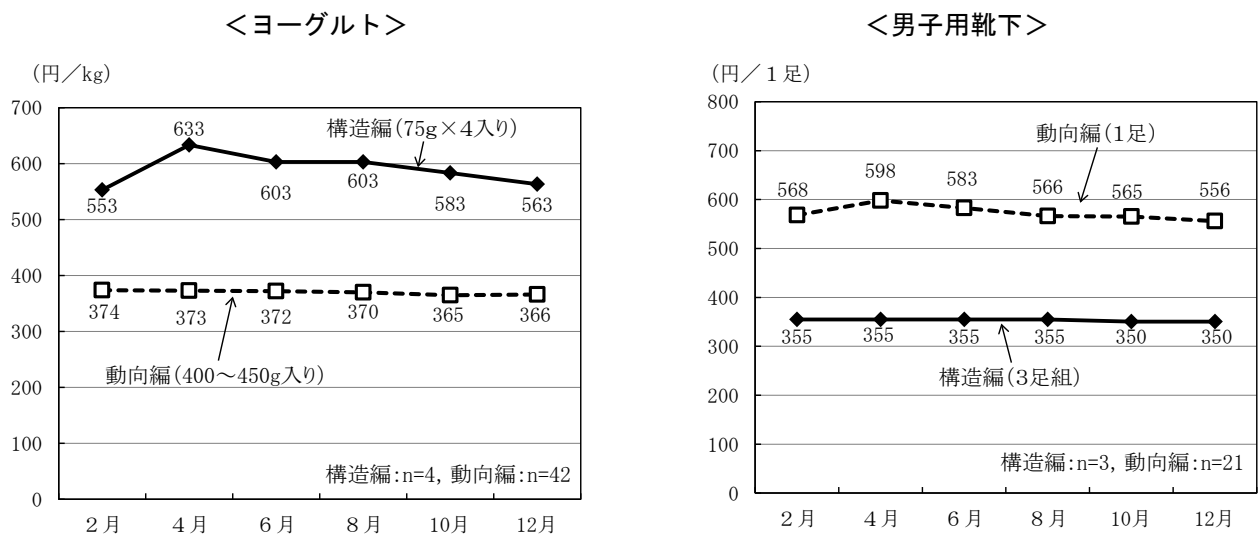 ＜ヨーグルト＞
(円／kg)
700
600
500
400
300
200
100
0
構造編(75g×4入り)
553
633
603
603
583
563
374
373
372
370
365
366
動向編(400～450g入り)
構造編:n=4, 動向編:n=42
２月
４月
６月
８月
10月
12月
＜男子用靴下＞
(円／１足)
800
700
600
500
400
300
200
100
0
動向編(1足)
568
598
583
566
565
556
355
355
355
355
350
350
構造編(3足組)
構造編:n=3, 動向編:n=21
２月
４月
６月
８月
10月
12月